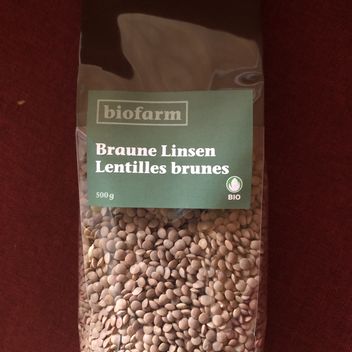 biofarm
Braune Linsen
Lentilles brunes
500 g
BIO